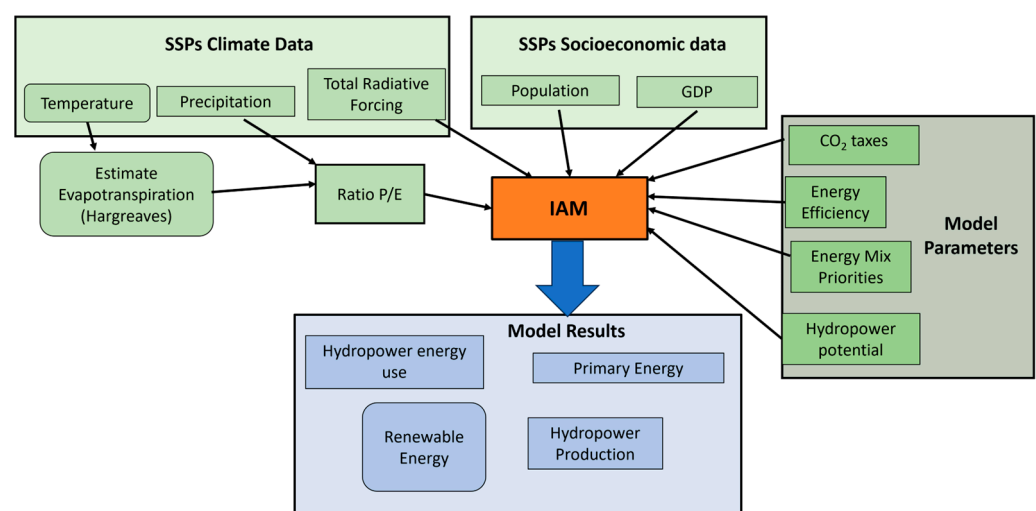 SSPs Climate Data
Temperature
Precipitation
Total Radiative
Forcing
SSPs Socioeconomic data
Population
GDP
Estimate
Evapotranspiration
(Hargreaves)
Ratio P/E
IAM
CO₂ taxes
Energy
Efficiency
Energy Mix
Priorities
Hydropower
potential
Model
Parameters
Model Results
Hydropower energy
use
Primary Energy
Renewable
Energy
Hydropower
Production